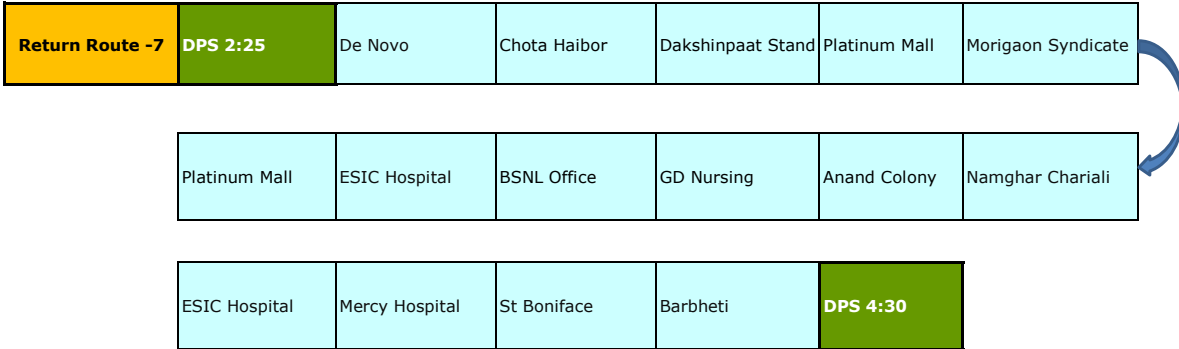 Return Route -7 DPS 2:25 De Novo Chota Haibor Dakshinpaat Stand Platinum Mall Morigaon Syndicate
Platinum Mall ESIC Hospital BSNL Office GD Nursing Anand Colony Namghar Chariali
ESIC Hospital Mercy Hospital St Boniface Barbheti DPS 4:30